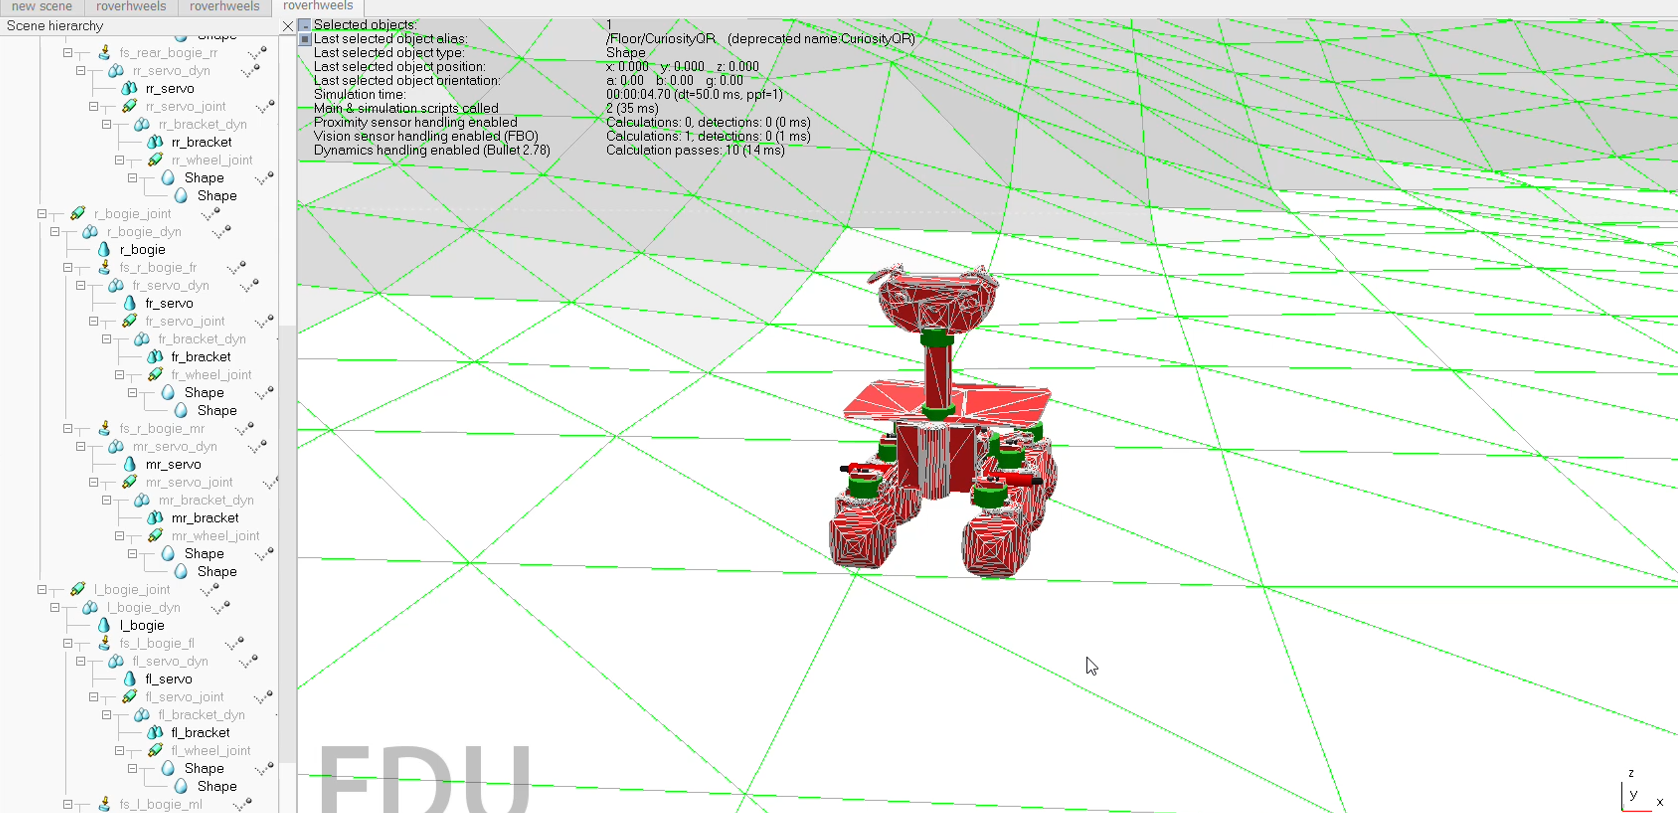 new scene roverhweels roverhweels roverhweels
Scene hierarchy
Shape
fs_rear_bogie_rr
rr_servo_dyn
rr_servo
rr_servo_joint
rr_bracket_dyn
rr_bracket
rr_wheel_joint
Shape
Shape
r_bogie_joint
r_bogie_dyn
r_bogie
fs_r_bogie_fr
fr_servo_dyn
fr_servo
fr_servo_joint
fr_bracket_dyn
fr_bracket
fr_wheel_joint
Shape
Shape
fs_r_bogie_mr
mr_servo_dyn
mr_servo
mr_servo_joint
mr_bracket_dyn
mr_bracket
mr_wheel_joint
Shape
Shape
l_bogie_joint
l_bogie_dyn
l_bogie
fs_l_bogie_fl
fl_servo_dyn
fl_servo
fl_servo_joint
fl_bracket_dyn
fl_bracket
fl_wheel_joint
Shape
Shape
fs_l_bogie_ml
Selected objects: 1
Last selected object alias: /Floor/CuriosityQR (deprecated name:CuriosityQR)
Last selected object type: Shape
Last selected object position: x: 0.000 y: 0.000 z: 0.000
Last selected object orientation: a: 0.00 b: 0.00 g: 0.00
Simulation time: 00:00:04.70 (dt=50.0 ms, ppf=1)
Main & simulation scripts called 2 (35 ms)
Proximity sensor handling enabled Calculations: 0, detections: 0 (0 ms)
Vision sensor handling enabled (FBO) Calculations: 1, detections: 0 (1 ms)
Dynamics handling enabled (Bullet 2.78) Calculation passes: 10 (14 ms)
EDU
z
y x